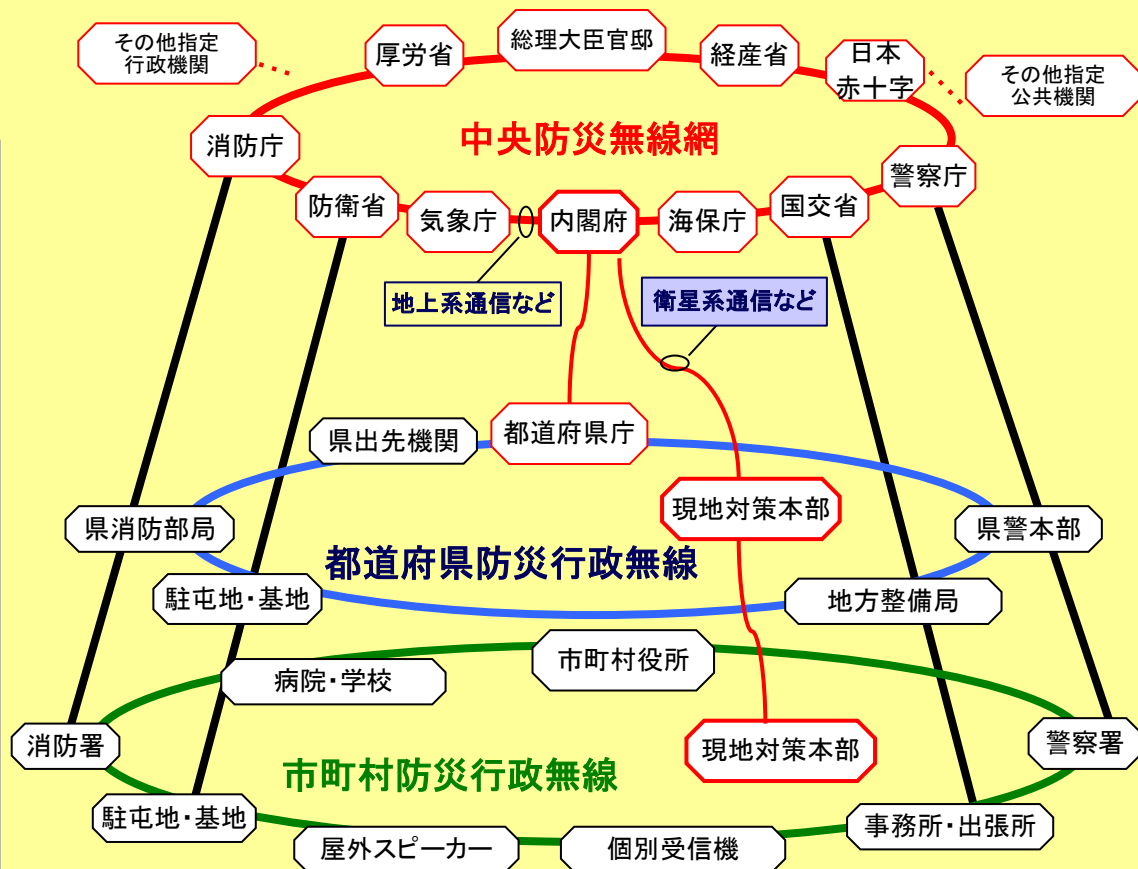 その他指定
行政機関
厚労省
総理大臣官邸
経産省
日本
赤十字
その他指定
公共機関
消防庁
中央防災無線網
警察庁
防衛省
気象庁
内閣府
海保庁
国交省
地上系通信など
衛星系通信など
県出先機関
都道府県庁
現地対策本部
県消防部局
県警本部
都道府県防災行政無線
駐屯地・基地
地方整備局
市町村役所
病院・学校
消防署
現地対策本部
警察署
市町村防災行政無線
駐屯地・基地
屋外スピーカー
個別受信機
事務所・出張所